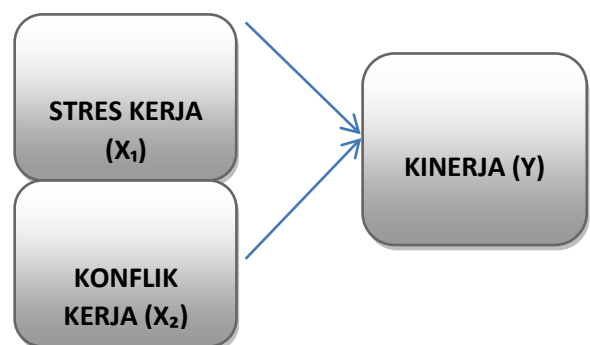 STRES KERJA
(X₁)
KONFLIK
KERJA (X₂)
KINERJA (Y)